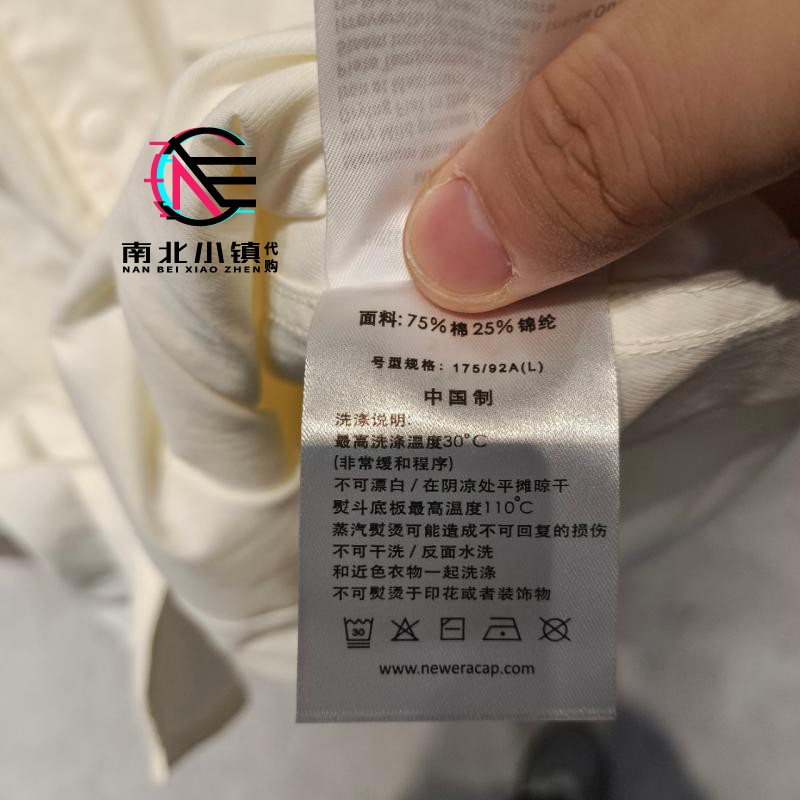 Inside Out
南北小镇代购
NAN BEI XIAO ZHEN
面料:75%棉25%锦纶
号型规格: 175/92A(L)
中国制
洗涤说明:
最高洗涤温度30°C
(非常缓和程序)
不可漂白/在阴凉处平摊晾干
熨斗底板最高温度110°C
蒸汽熨烫可能造成不可回复的损伤
不可干洗/反面水洗
和近色衣物一起洗涤
不可熨烫于印花或者装饰物
30
www.neweracap.com